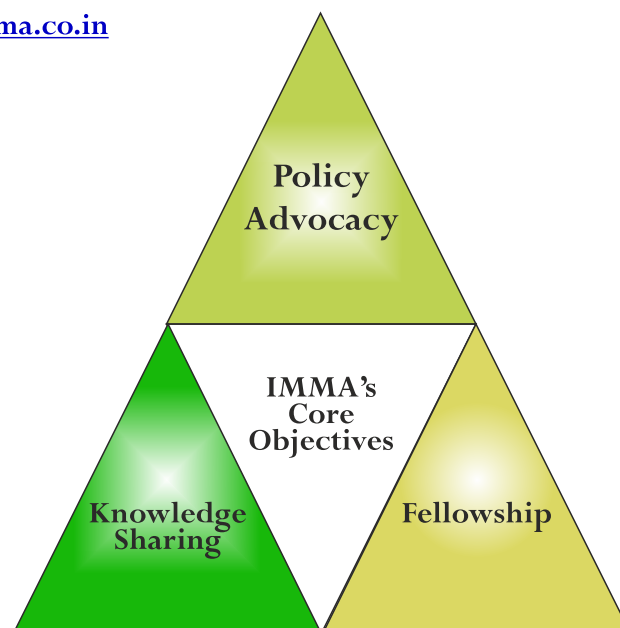 ma.co.in
Policy
Advocacy
IMMA's
Core
Objectives
Knowledge
Sharing
Fellowship